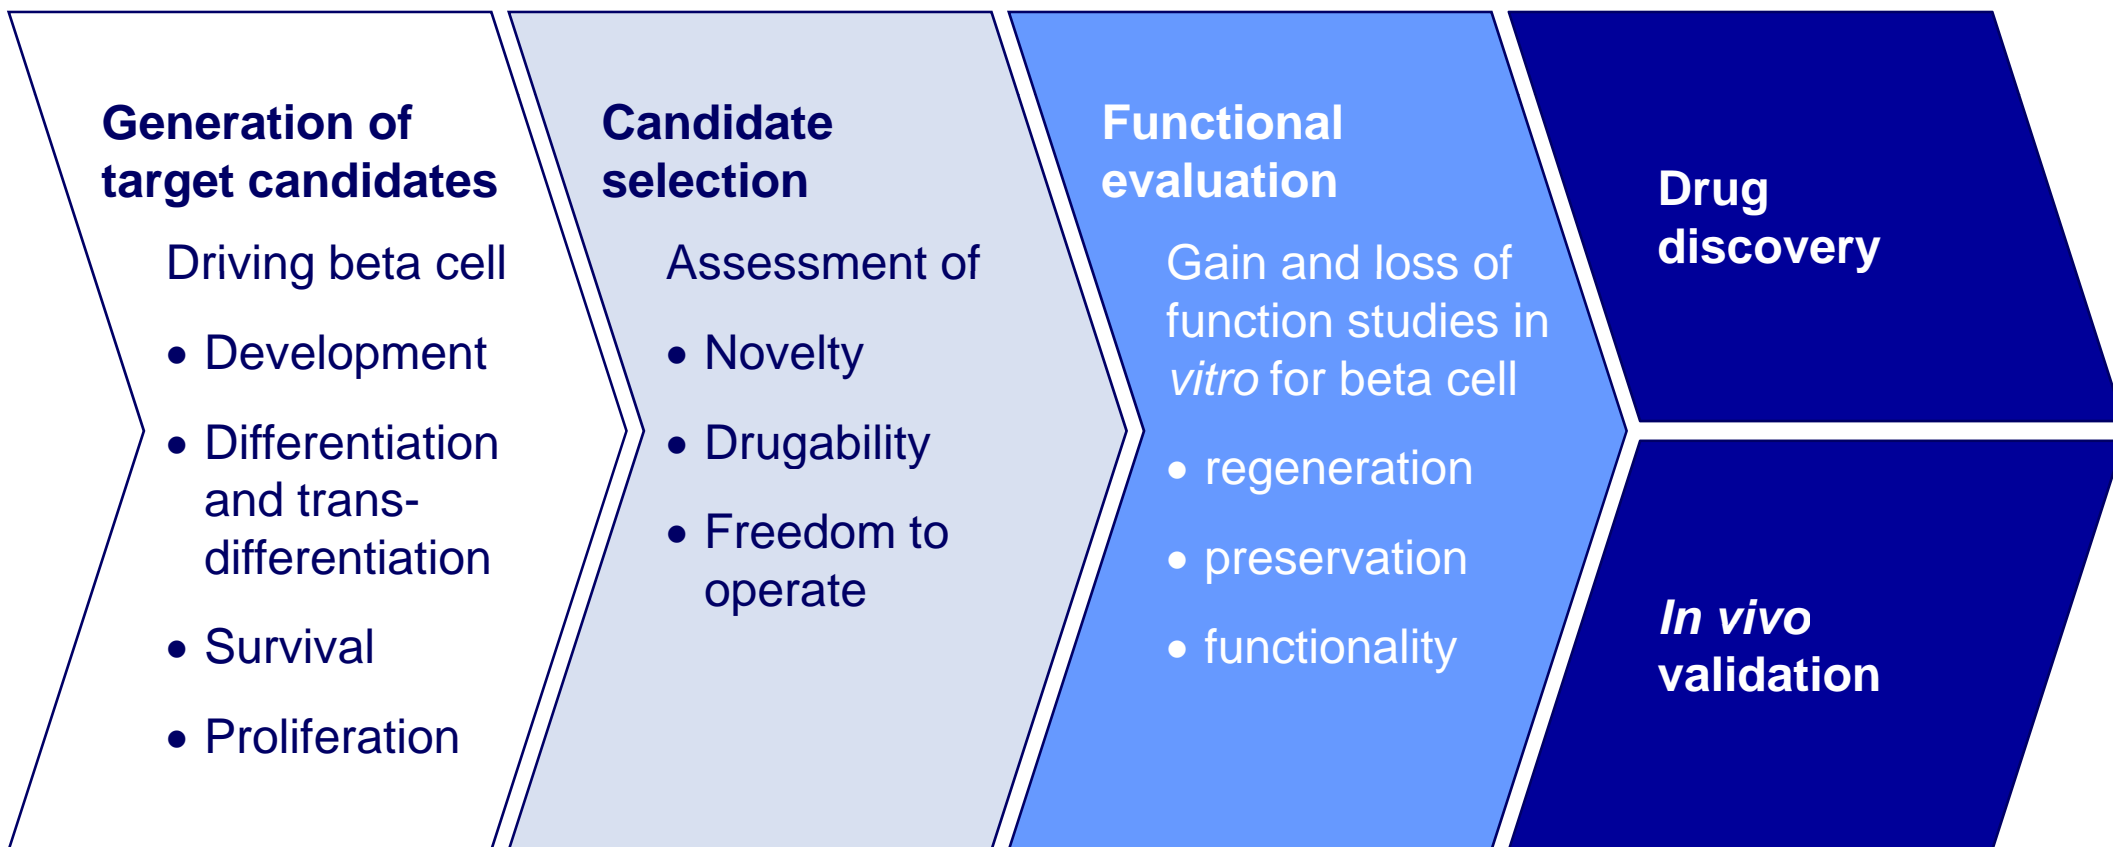 Generation of
target candidates
Driving beta cell
• Development
• Differentiation
and trans-
differentiation
• Survival
• Proliferation
Candidate
selection
Assessment of
• Novelty
• Drugability
• Freedom to
operate
Functional
evaluation
Gain and loss of
function studies in
vitro for beta cell
• regeneration
• preservation
• functionality
Drug
discovery
In vivo
validation